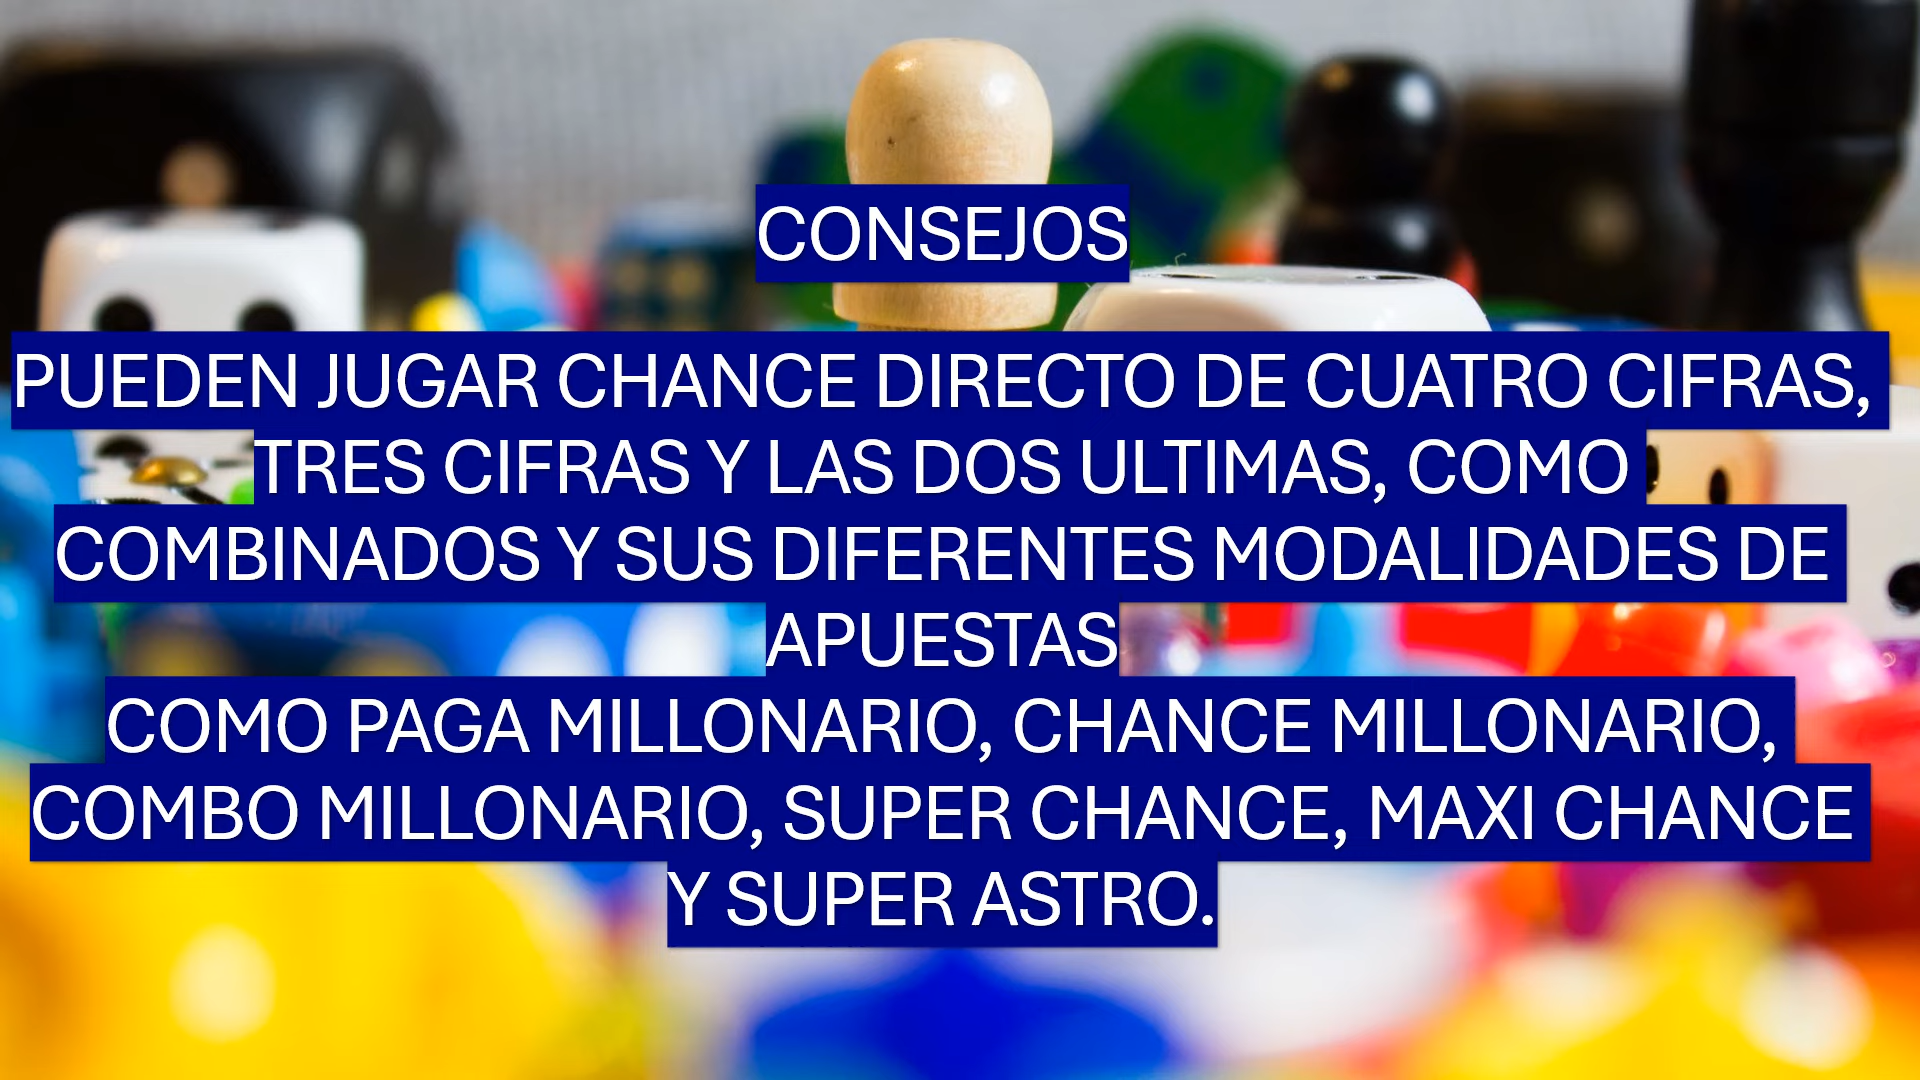 CONSEJOS
PUEDEN JUGAR CHANCE DIRECTO DE CUATRO CIFRAS,
TRES CIFRAS Y LAS DOS ULTIMAS, COMO
COMBINADOS Y SUS DIFERENTES MODALIDADES DE
APUESTAS
COMO PAGA MILLONARIO, CHANCE MILLONARIO,
COMBO MILLONARIO, SUPER CHANCE, MAXI CHANCE
Y SUPER ASTRO.